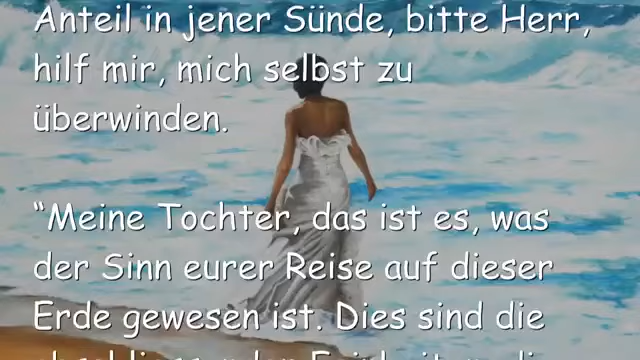 Anteil in jener Sünde, bitte Herr,
hilf mir, mich selbst zu
überwinden.
“Meine Tochter, das ist es, was
der Sinn eurer Reise auf dieser
Erde gewesen ist. Dies sind die